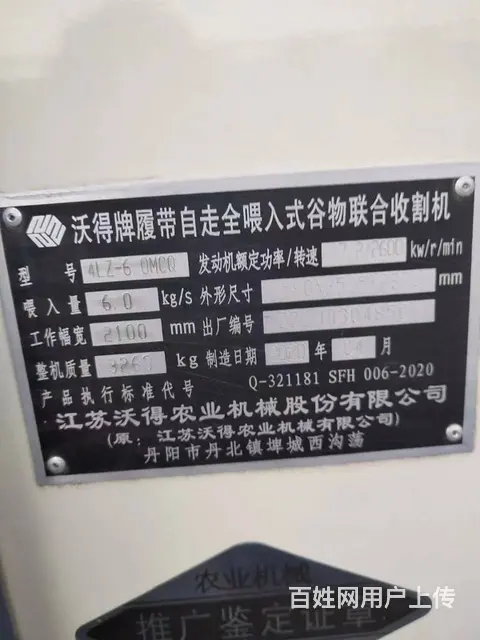 沃得牌履带自走全喂入式谷物联合收割机
型号 4LZ-6.0MCQ 发动机额定功率/转速 kw/r/min
喂入量 6.0 kg/s 外形尺寸 mm
工作幅宽 2100 mm 出厂编号
整机质量 kg 制造日期 年 04 月
产品执行标准代号 Q-321181 SFH 006-2020
江苏沃得农业机械股份有限公司
(原:江苏沃得农业机械有限公司)
丹阳市丹北镇埤城西沟荡
农业机械
推广鉴定证章
百姓网用户上传